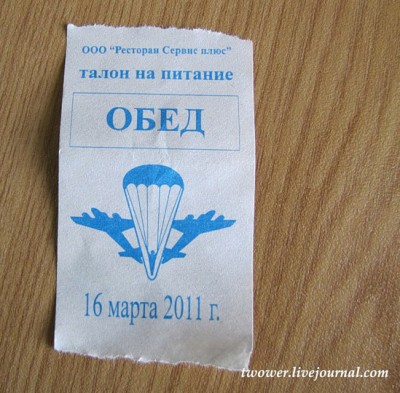 ООО “Ресторан Сервис плюс”
талон на питание
ОБЕД
16 марта 2011 г.
twower.livejournal.com